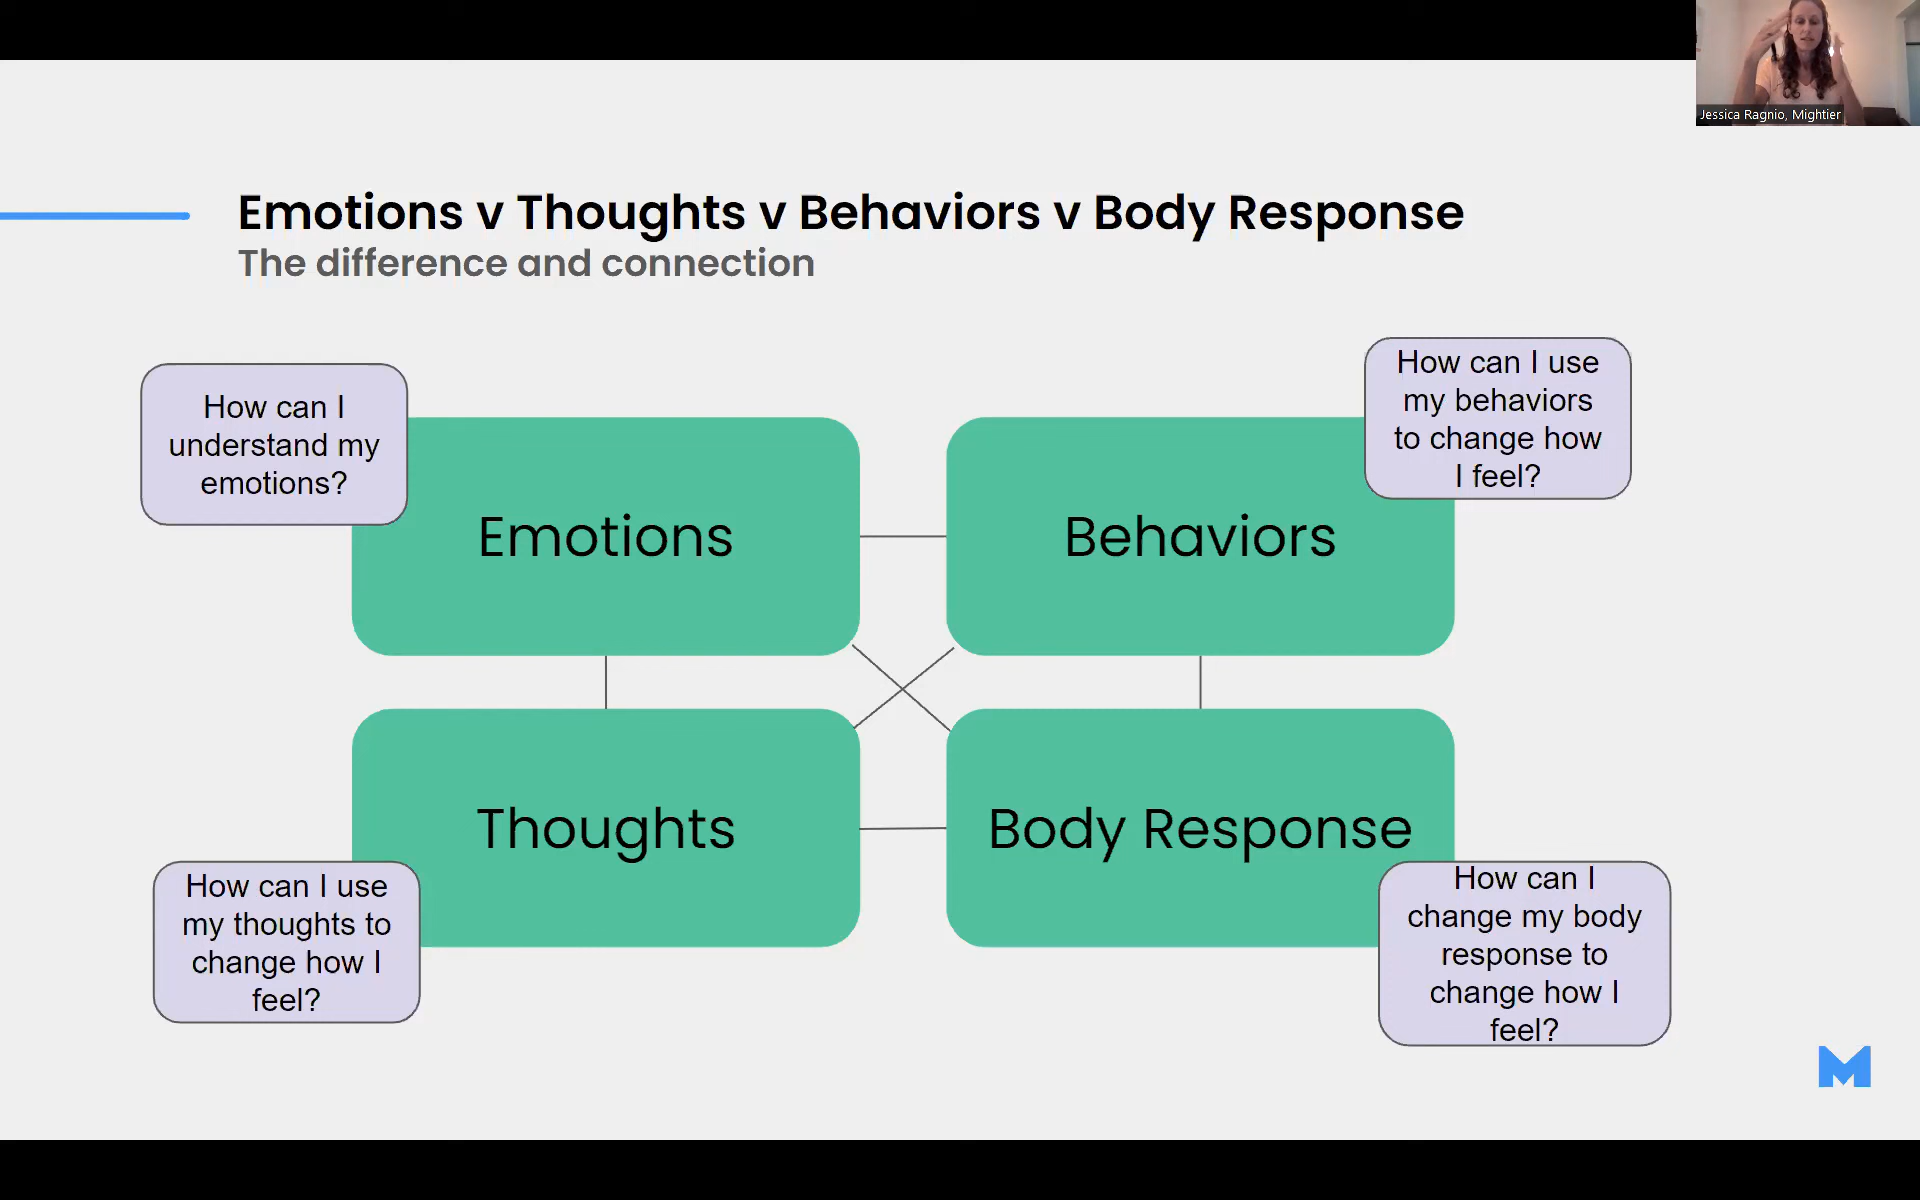 Jessica Ragnio, Mightier
Emotions v Thoughts v Behaviors v Body Response
The difference and connection
How can I
understand my
emotions?
Emotions
How can I use
my behaviors
to change how
I feel?
Behaviors
Thoughts
How can I use
my thoughts to
change how I
feel?
Body Response
How can I
change my body
response to
change how I
feel?